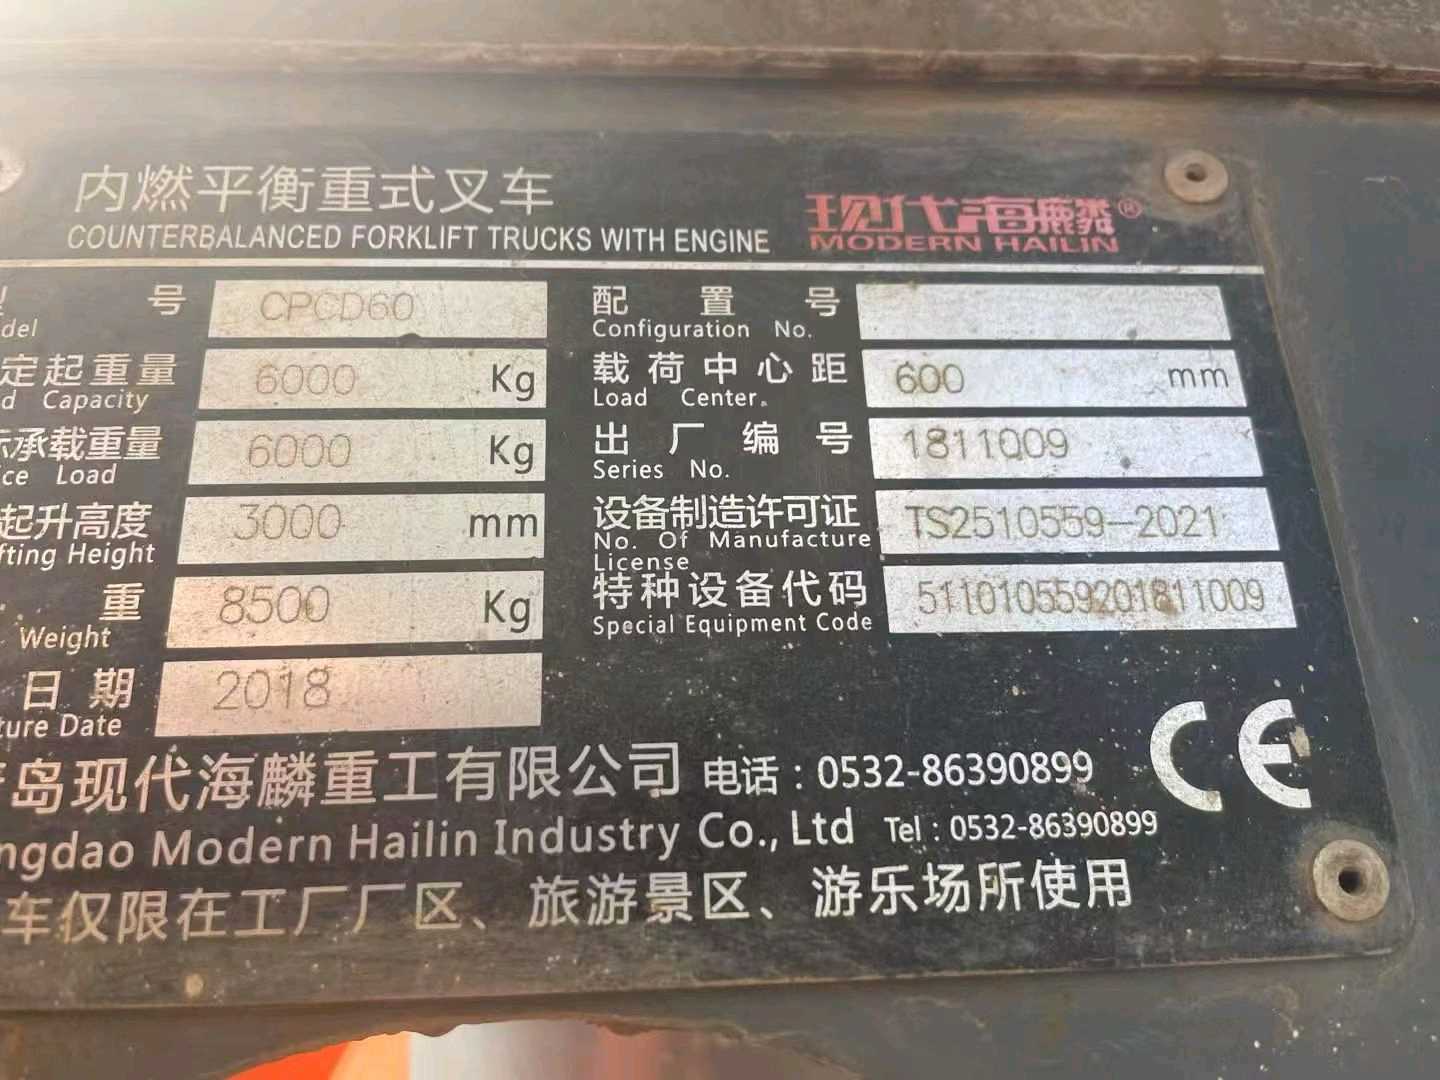 内燃平衡重式叉车 现代海麟®
COUNTERBALANCED FORKLIFT TRUCKS WITH ENGINE MODERN HAILIN
型号 CPCD60 配置号
del Configuration No.
定起重量 6000 Kg 载荷中心距 600 mm
d Capacity Load Center.
承载重量 6000 Kg 出厂编号 1811009
ce Load Series No.
起升高度 3000 mm 设备制造许可证 TS2510559-2021
fting Height No. Of Manufacture
License
重 8500 Kg 特种设备代码 511010559201811009
Weight Special Equipment Code
日期 2018
ture Date
CE
青岛现代海麟重工有限公司 电话:0532-86390899
ngdao Modern Hailin Industry Co., Ltd Tel:0532-86390899
车仅限在工厂厂区、旅游景区、游乐场所使用